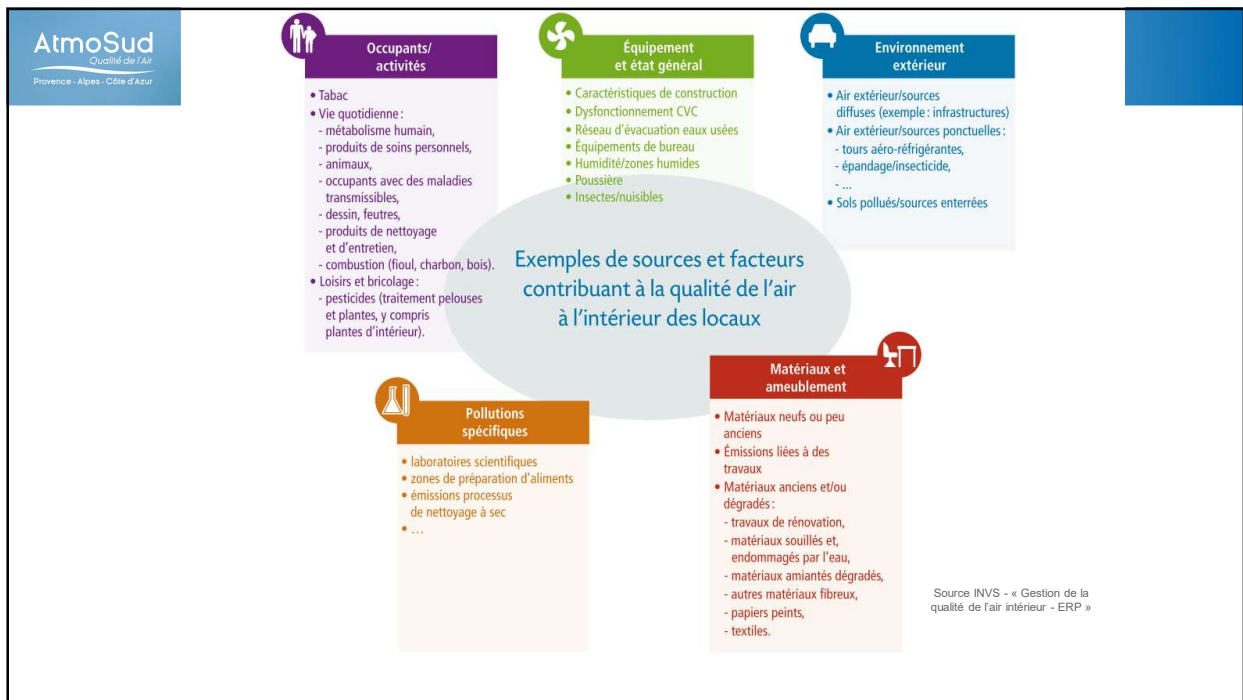 AtmoSud
Qualité de l'Air
Provence - Alpes - Côte d'Azur
Occupants/
activités
• Tabac
• Vie quotidienne :
- métabolisme humain,
- produits de soins personnels,
- animaux,
- occupants avec des maladies
transmissibles,
- dessin, feutres,
- produits de nettoyage
et d'entretien,
- combustion (fioul, charbon, bois).
• Loisirs et bricolage :
- pesticides (traitement pelouses
et plantes, y compris
plantes d'intérieur).
Équipement
et état général
• Caractéristiques de construction
• Dysfonctionnement CVC
• Réseau d'évacuation eaux usées
• Équipements de bureau
• Humidité/zones humides
• Poussière
• Insectes/nuisibles
Environnement
extérieur
• Air extérieur/sources
diffuses (exemple : infrastructures)
• Air extérieur/sources ponctuelles :
- tours aéro-réfrigérantes,
- épandage/insecticide,
- ...
• Sols pollués/sources enterrées
Exemples de sources et facteurs
contribuant à la qualité de l'air
à l'intérieur des locaux
Pollutions
spécifiques
• laboratoires scientifiques
• zones de préparation d'aliments
• émissions processus
de nettoyage à sec
• ...
Matériaux et
ameublement
• Matériaux neufs ou peu
anciens
• Émissions liées à des
travaux
• Matériaux anciens et/ou
dégradés :
- travaux de rénovation,
- matériaux souillés et,
endommagés par l'eau,
- matériaux amiantés dégradés,
- autres matériaux fibreux,
- papiers peints,
- textiles.
Source INVS - « Gestion de la
qualité de l'air intérieur - ERP »